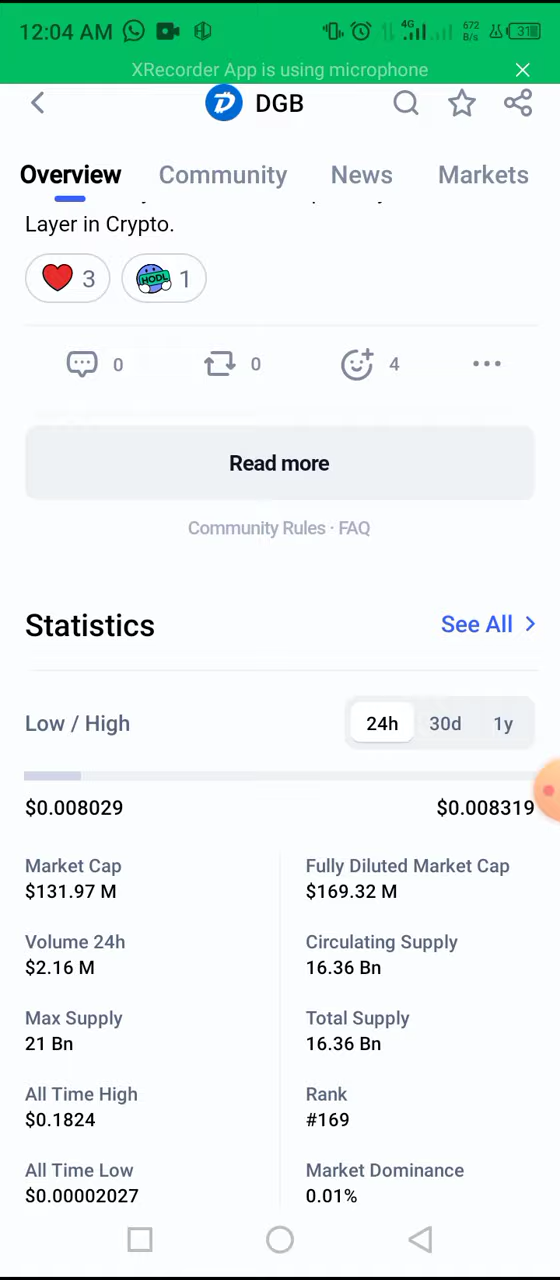 12:04 AM
4G
672
B/s
31
XRecorder App is using microphone
DGB
Overview Community News Markets
Layer in Crypto.
3 HODL 1
0 0 4
Read more
Community Rules · FAQ
Statistics See All
Low / High 24h 30d 1y
$0.008029 $0.008319
Market Cap Fully Diluted Market Cap
$131.97 M $169.32 M
Volume 24h Circulating Supply
$2.16 M 16.36 Bn
Max Supply Total Supply
21 Bn 16.36 Bn
All Time High Rank
$0.1824 #169
All Time Low Market Dominance
$0.00002027 0.01%